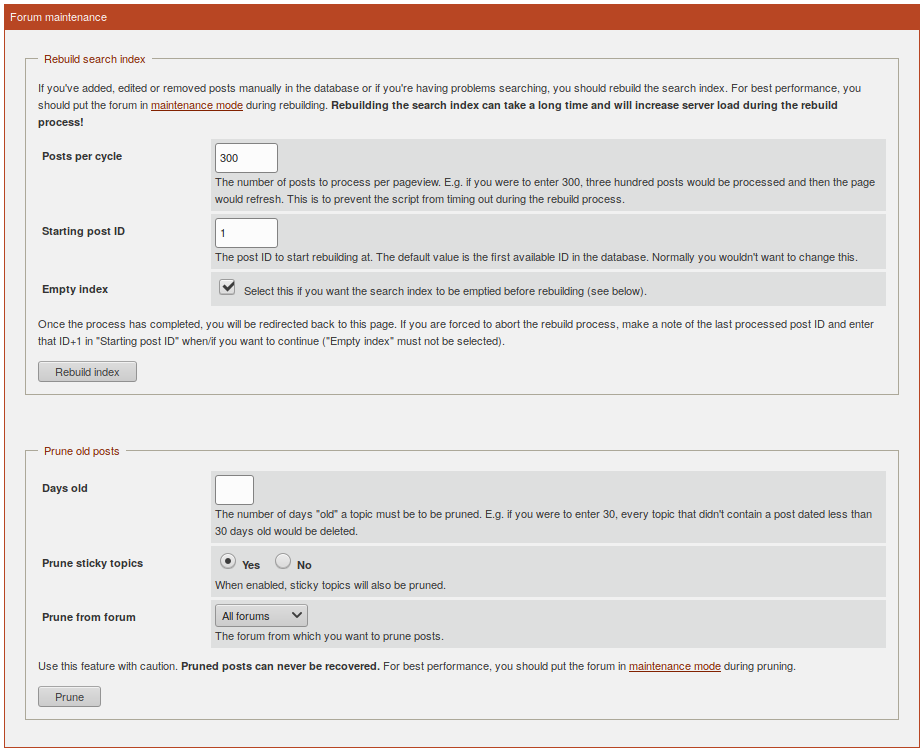 Forum maintenance
Rebuild search index
If you've added, edited or removed posts manually in the database or if you're having problems searching, you should rebuild the search index. For best performance, you
should put the forum in maintenance mode during rebuilding. Rebuilding the search index can take a long time and will increase server load during the rebuild
process!
Posts per cycle
300
The number of posts to process per pageview. E.g. if you were to enter 300, three hundred posts would be processed and then the page
would refresh. This is to prevent the script from timing out during the rebuild process.
Starting post ID
1
The post ID to start rebuilding at. The default value is the first available ID in the database. Normally you wouldn't want to change this.
Empty index
Select this if you want the search index to be emptied before rebuilding (see below).
Once the process has completed, you will be redirected back to this page. If you are forced to abort the rebuild process, make a note of the last processed post ID and enter
that ID+1 in "Starting post ID" when/if you want to continue ("Empty index" must not be selected).
Rebuild index
Prune old posts
Days old
The number of days "old" a topic must be to be pruned. E.g. if you were to enter 30, every topic that didn't contain a post dated less than
30 days old would be deleted.
Prune sticky topics
Yes No
When enabled, sticky topics will also be pruned.
Prune from forum
All forums
The forum from which you want to prune posts.
Use this feature with caution. Pruned posts can never be recovered. For best performance, you should put the forum in maintenance mode during pruning.
Prune